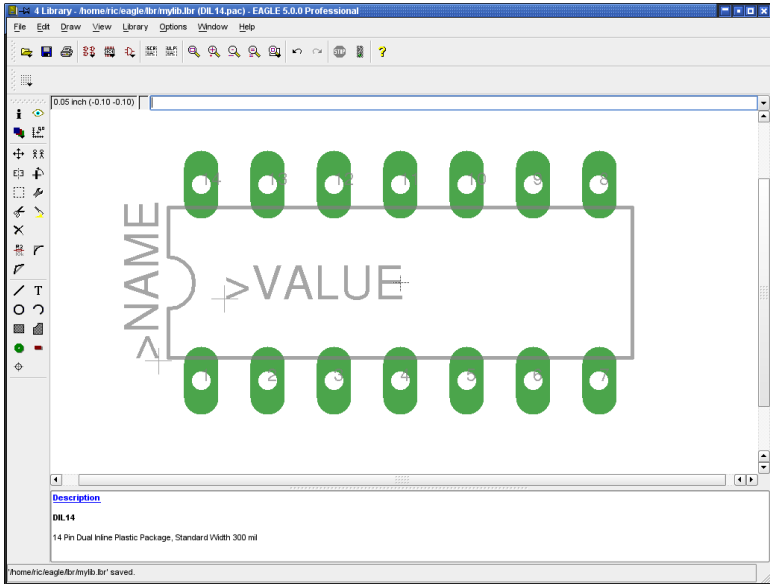 4 Library - /home/ric/eagle/lbr/mylib.lbr (DIL14.pac) - EAGLE 5.0.0 Professional
File Edit Draw View Library Options Window Help
SCR ULP STOP ?
0.05 inch (-0.10 -0.10)
14 13 12 11 10 9 8
>NAME
>VALUE
1 2 3 4 5 6 7
Description
DIL14
14 Pin Dual Inline Plastic Package, Standard Width 300 mil
'/home/ric/eagle/lbr/mylib.lbr' saved.